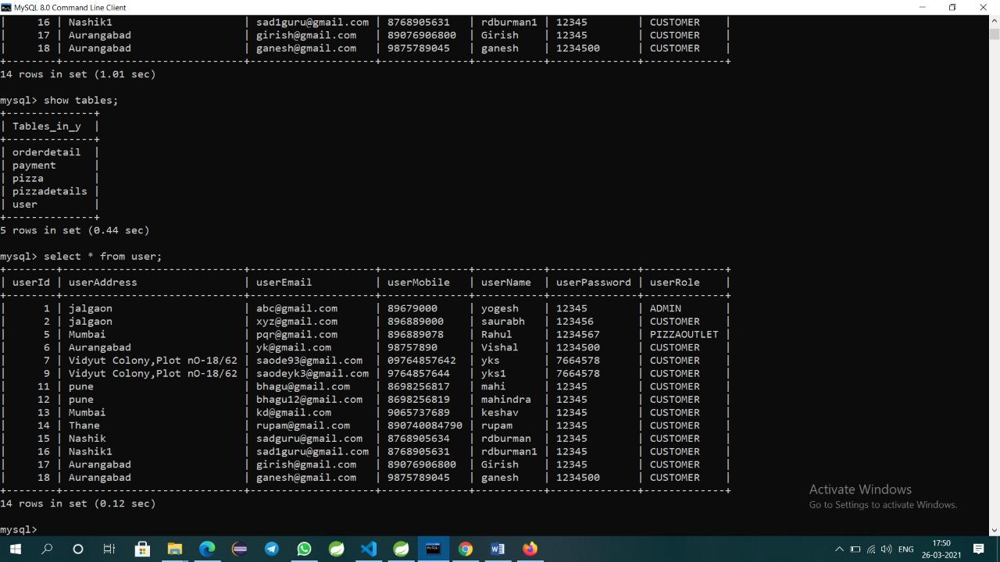 MySQL 8.0 Command Line Client
|     16 | Nashik1                    | sad1guru@gmail.com | 8768905631   | rdburman1 | 12345        | CUSTOMER    |
|     17 | Aurangabad                 | girish@gmail.com   | 89076906800  | Girish    | 12345        | CUSTOMER    |
|     18 | Aurangabad                 | ganesh@gmail.com   | 9875789045   | ganesh    | 1234500      | CUSTOMER    |
+--------+-----------------------------+--------------------+--------------+-----------+--------------+-------------+
14 rows in set (1.01 sec)
mysql> show tables;
+--------------+
| Tables_in_y  |
+--------------+
| orderdetail  |
| payment      |
| pizza        |
| pizzadetails |
| user         |
+--------------+
5 rows in set (0.44 sec)
mysql> select * from user;
+--------+-----------------------------+--------------------+--------------+-----------+--------------+-------------+
| userId | userAddress                 | userEmail          | userMobile   | userName  | userPassword | userRole    |
+--------+-----------------------------+--------------------+--------------+-----------+--------------+-------------+
|      1 | jalgaon                     | abc@gmail.com      | 89679000     | yogesh    | 12345        | ADMIN       |
|      2 | jalgaon                     | xyz@gmail.com      | 896889000    | saurabh   | 123456       | CUSTOMER    |
|      5 | Mumbai                      | pqr@gmail.com      | 896889078    | Rahul     | 1234567      | PIZZAOUTLET |
|      6 | Aurangabad                  | yk@gmail.com       | 98757890     | Vishal    | 1234500      | CUSTOMER    |
|      7 | Vidyut Colony,Plot nO-18/62 | saode93@gmail.com  | 09764857642  | yks       | 7664578      | CUSTOMER    |
|      9 | Vidyut Colony,Plot nO-18/62 | saodeyk3@gmail.com | 9764857644   | yks1      | 7664578      | CUSTOMER    |
|     11 | pune                        | bhagu@gmail.com    | 8698256817   | mahi      | 12345        | CUSTOMER    |
|     12 | pune                        | bhagu12@gmail.com  | 8698256819   | mahindra  | 12345        | CUSTOMER    |
|     13 | Mumbai                      | kd@gmail.com       | 9065737689   | keshav    | 12345        | CUSTOMER    |
|     14 | Thane                       | rupam@gmail.com    | 890740084790 | rupam     | 12345        | CUSTOMER    |
|     15 | Nashik                      | sadguru@gmail.com  | 8768905634   | rdburman  | 12345        | CUSTOMER    |
|     16 | Nashik1                     | sad1guru@gmail.com | 8768905631   | rdburman1 | 12345        | CUSTOMER    |
|     17 | Aurangabad                  | girish@gmail.com   | 89076906800  | Girish    | 12345        | CUSTOMER    |
|     18 | Aurangabad                  | ganesh@gmail.com   | 9875789045   | ganesh    | 1234500      | CUSTOMER    |
+--------+-----------------------------+--------------------+--------------+-----------+--------------+-------------+
14 rows in set (0.12 sec)
mysql>
Activate Windows
Go to Settings to activate Windows.
ENG
17:50
26-03-2021